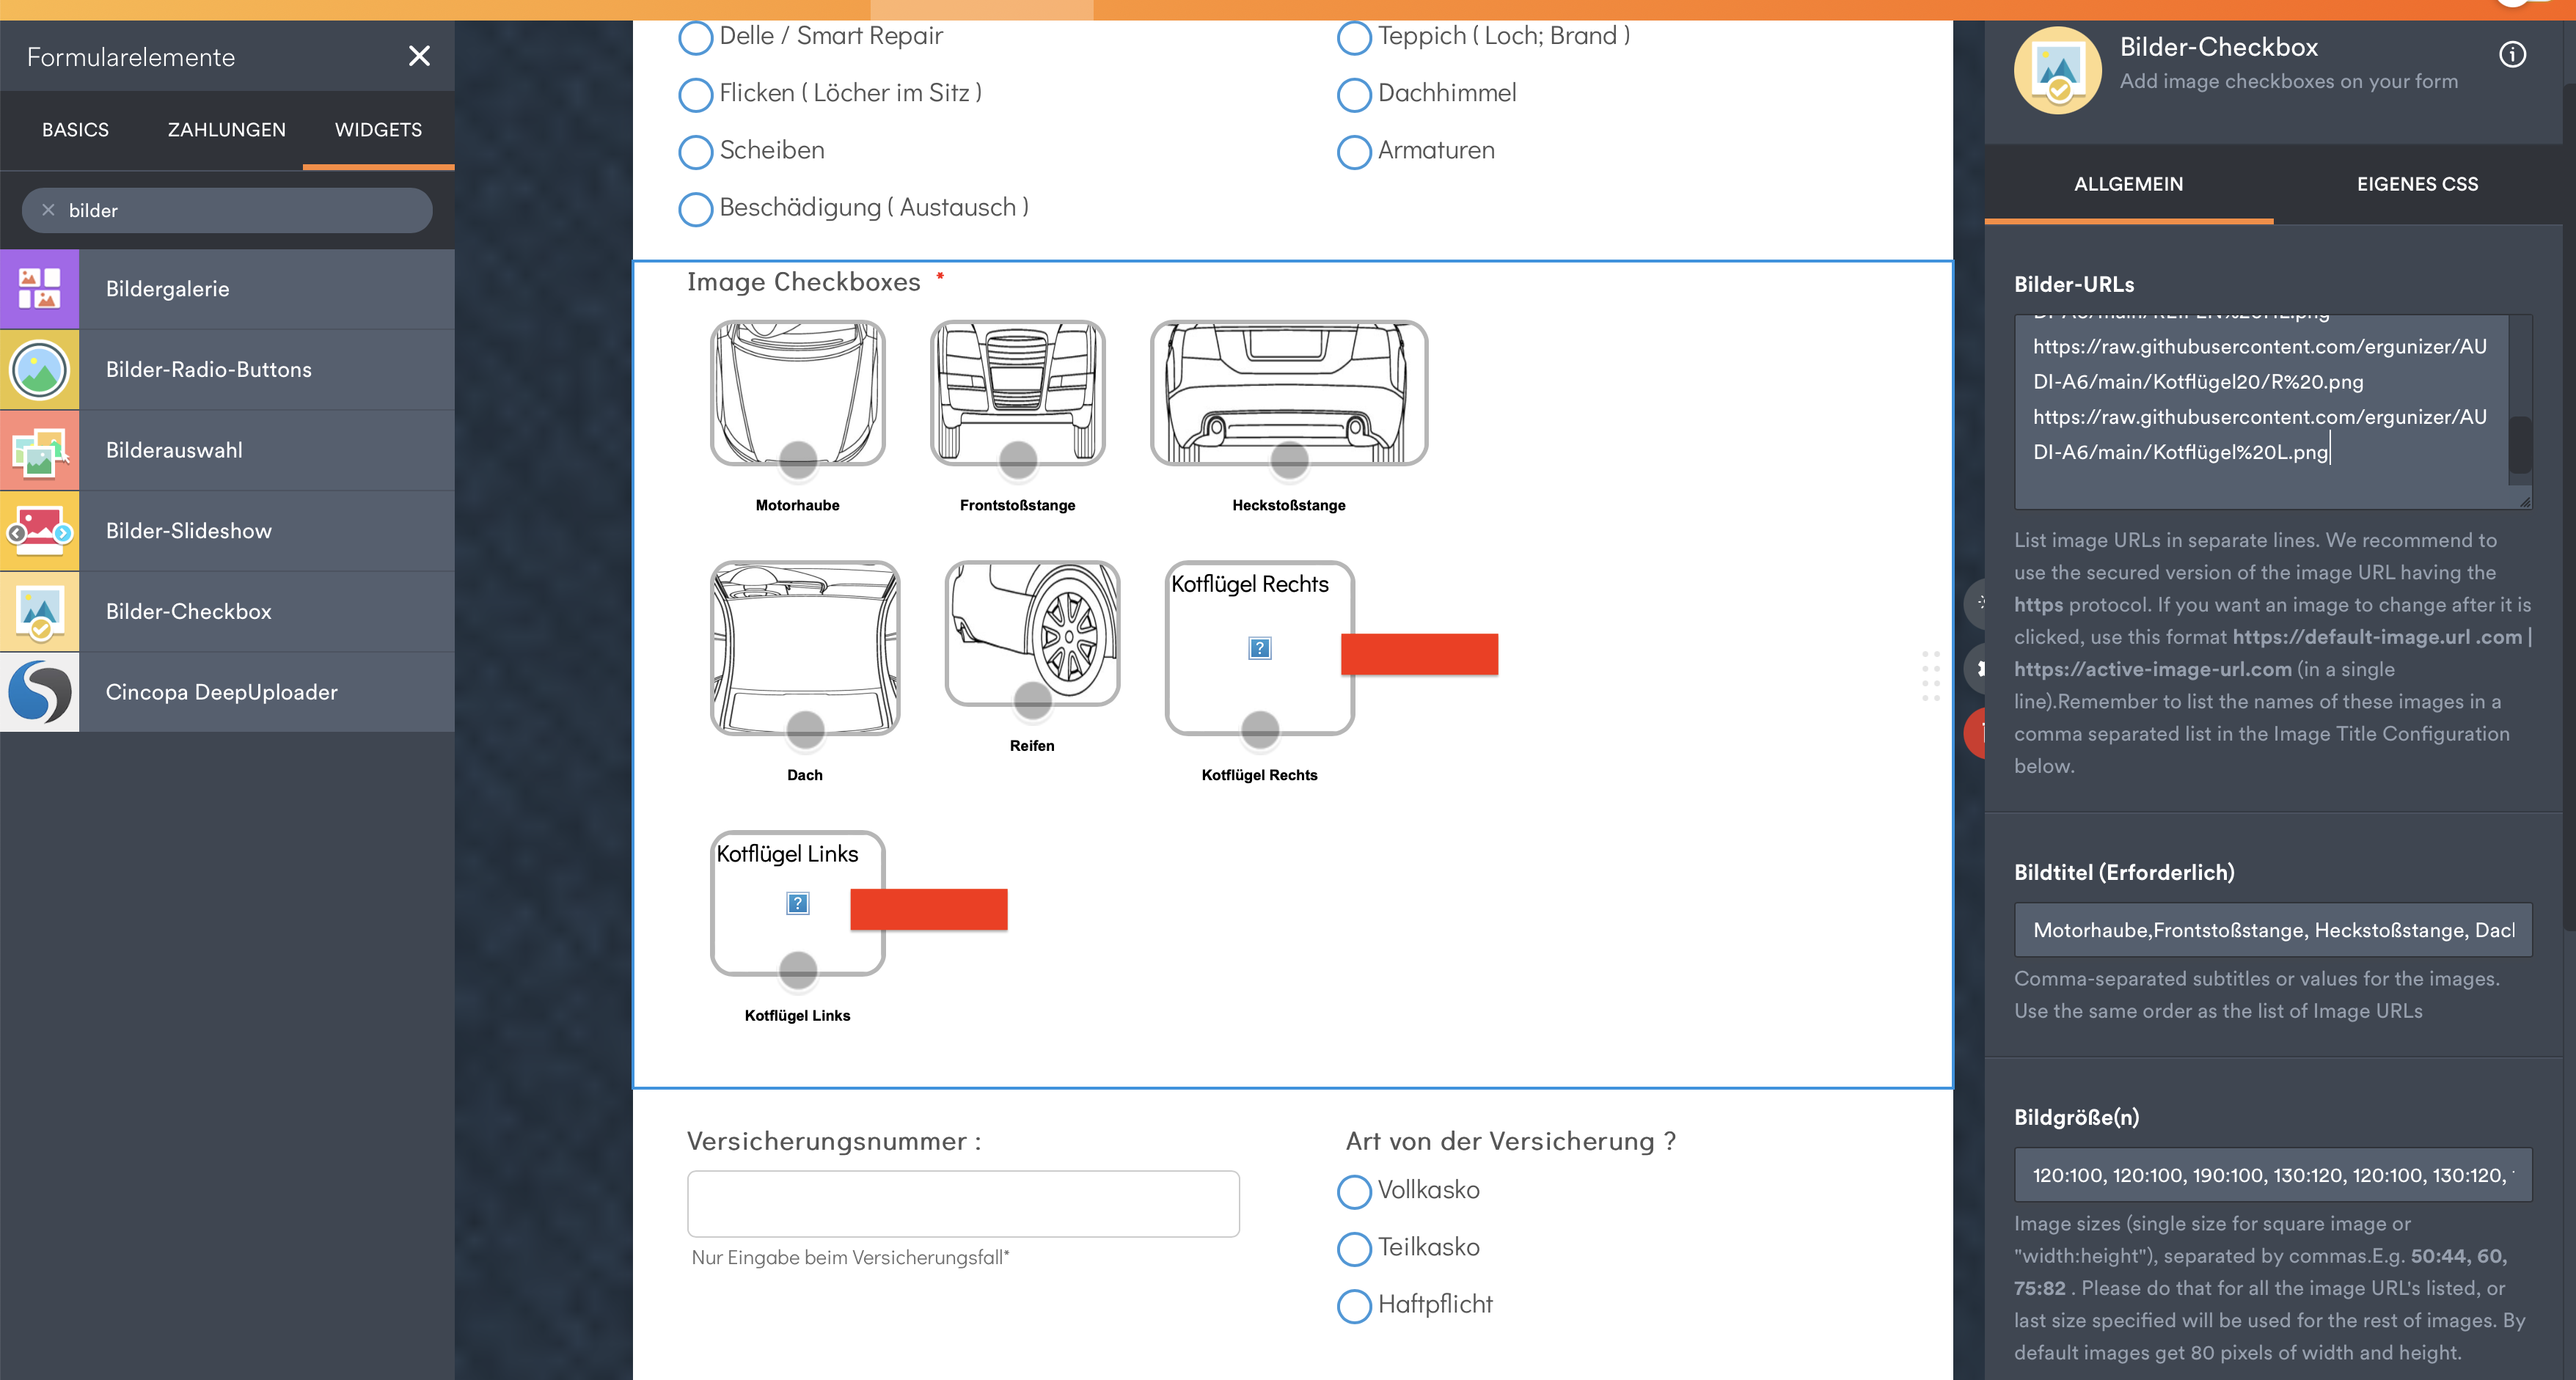 Formularelemente
BASICS
ZAHLUNGEN
WIDGETS
bilder
Bildergalerie
Bilder-Radio-Buttons
Bilderauswahl
Bilder-Slideshow
Bilder-Checkbox
Cincopa DeepUploader
Delle / Smart Repair
Flicken ( Löcher im Sitz )
Scheiben
Beschädigung ( Austausch )
Teppich ( Loch; Brand )
Dachhimmel
Armaturen
Image Checkboxes *
Motorhaube
Frontstoßstange
Heckstoßstange
Kotflügel Rechts
?
Dach
Reifen
Kotflügel Rechts
Kotflügel Links
?
Kotflügel Links
Versicherungsnummer :
Nur Eingabe beim Versicherungsfall*
Art von der Versicherung ?
Vollkasko
Teilkasko
Haftpflicht
Bilder-Checkbox
Add image checkboxes on your form
ALLGEMEIN
EIGENES CSS
Bilder-URLs
https://raw.githubusercontent.com/ergunizer/AU
DI-A6/main/Kotflügel20/R%20.png
https://raw.githubusercontent.com/ergunizer/AU
DI-A6/main/Kotflügel%20L.png
List image URLs in separate lines. We recommend to
use the secured version of the image URL having the
https protocol. If you want an image to change after it is
clicked, use this format https://default-image.url .com |
https://active-image-url.com (in a single
line).Remember to list the names of these images in a
comma separated list in the Image Title Configuration
below.
Bildtitel (Erforderlich)
Motorhaube,Frontstoßstange, Heckstoßstange, Dach
Comma-separated subtitles or values for the images.
Use the same order as the list of Image URLs
Bildgröße(n)
120:100, 120:100, 190:100, 130:120, 120:100, 130:120,
Image sizes (single size for square image or
"width:height"), separated by commas.E.g. 50:44, 60,
75:82 . Please do that for all the image URL's listed, or
last size specified will be used for the rest of images. By
default images get 80 pixels of width and height.